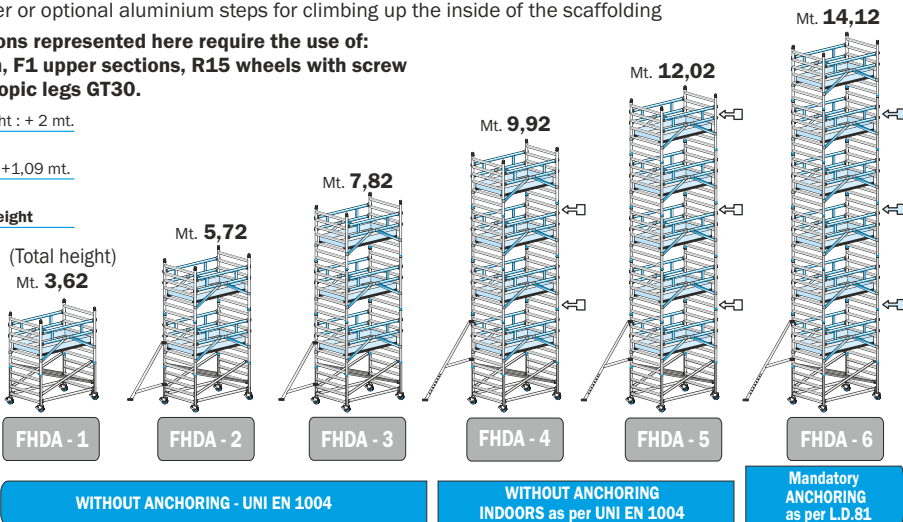 er or optional aluminium steps for climbing up the inside of the scaffolding
ons represented here require the use of:
, F1 upper sections, R15 wheels with screw
opic legs GT30.
ht : + 2 mt.
+1,09 mt.
eight
(Total height)
Mt. 3,62
Mt. 5,72
Mt. 7,82
Mt. 9,92
Mt. 12,02
Mt. 14,12
FHDA - 1
FHDA - 2
FHDA - 3
FHDA - 4
FHDA - 5
FHDA - 6
WITHOUT ANCHORING - UNI EN 1004
WITHOUT ANCHORING
INDOORS as per UNI EN 1004
Mandatory
ANCHORING
as per L.D.81